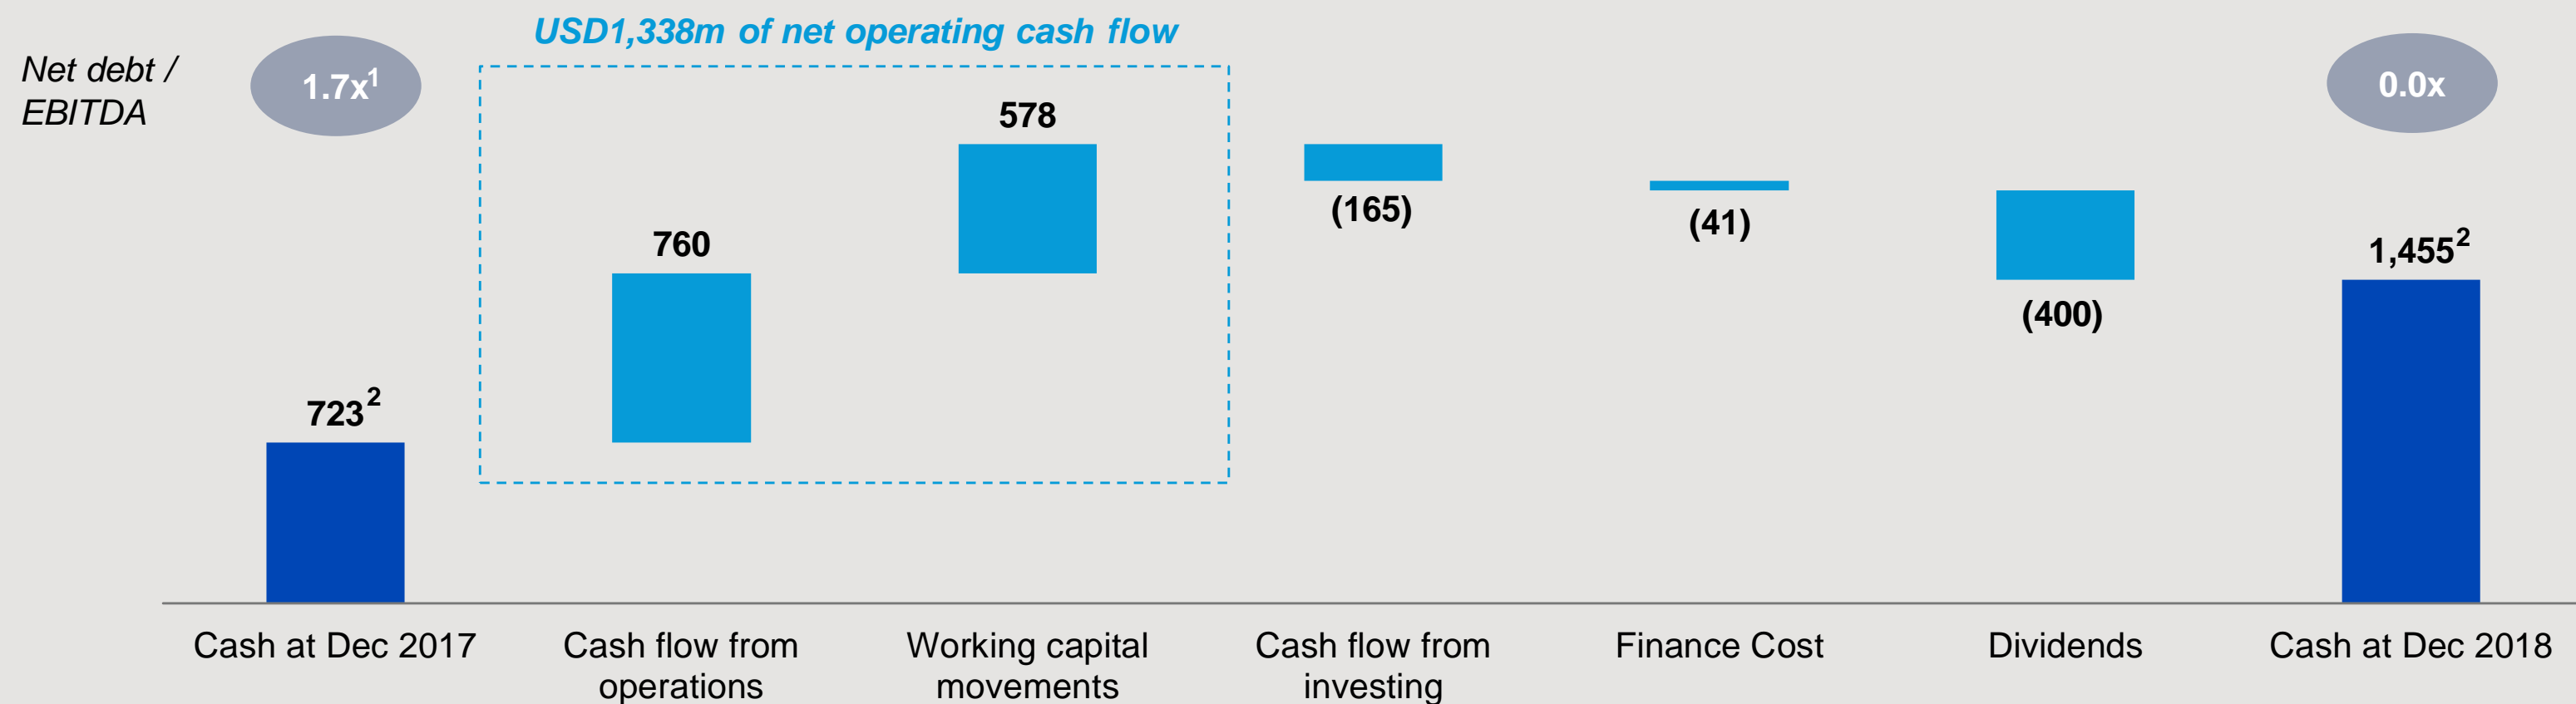 USD1,338m of net operating cash flow
Net debt /
EBITDA
1.7x¹
0.0x
578
760
(165)
(41)
1,455²
(400)
723²
Cash at Dec 2017
Cash flow from
operations
Working capital
movements
Cash flow from
investing
Finance Cost
Dividends
Cash at Dec 2018